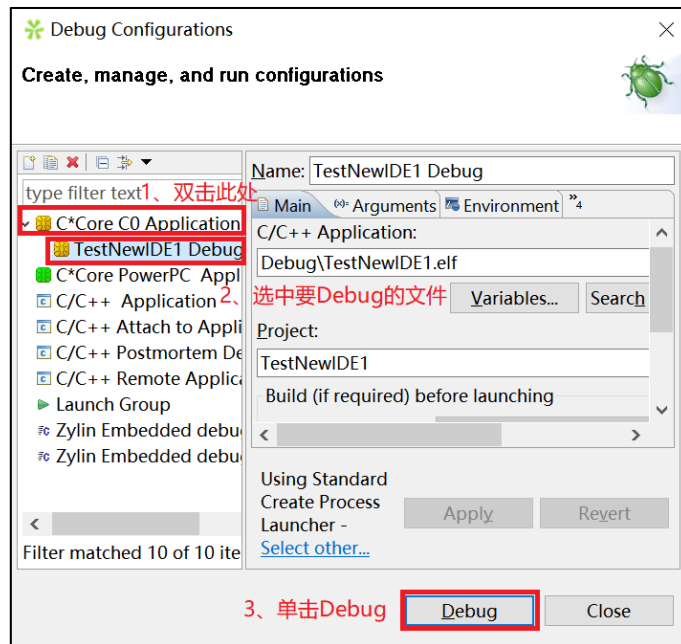 Debug Configurations
Create, manage, and run configurations
type filter text
1、双击此处
C*Core C0 Application
TestNewIDE1 Debug
C*Core PowerPC Appl
C/C++ Application
C/C++ Attach to Appli
C/C++ Postmortem De
C/C++ Remote Applica
Launch Group
Zylin Embedded debu
Zylin Embedded debu
Filter matched 10 of 10 ite
Name: TestNewIDE1 Debug
Main Arguments Environment »4
C/C++ Application:
Debug\TestNewIDE1.elf
2、选中要Debug的文件
Variables... Search
Project:
TestNewIDE1
Build (if required) before launching
Using Standard
Create Process
Launcher -
Select other...
Apply Revert
3、单击Debug
Debug Close